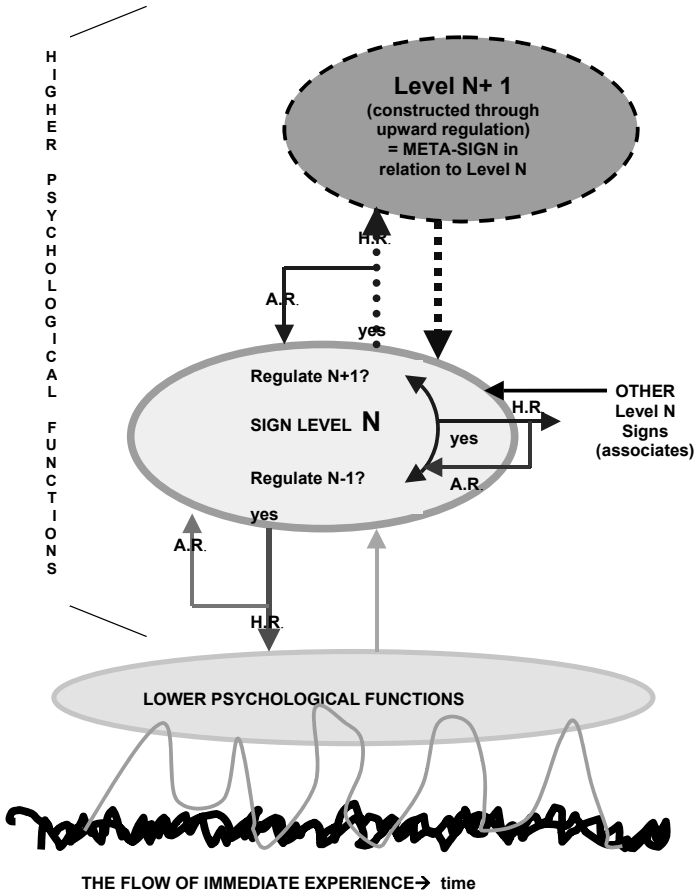 HIGHER PSYCHOLOGICAL FUNCTIONS
Level N+ 1
(constructed through
upward regulation)
= META-SIGN in
relation to Level N
H.R.
A.R.
yes
Regulate N+1?
OTHER
Level N
Signs
(associates)
H.R.
SIGN LEVEL N
yes
Regulate N-1?
A.R.
yes
A.R.
H.R.
LOWER PSYCHOLOGICAL FUNCTIONS
THE FLOW OF IMMEDIATE EXPERIENCE→ time